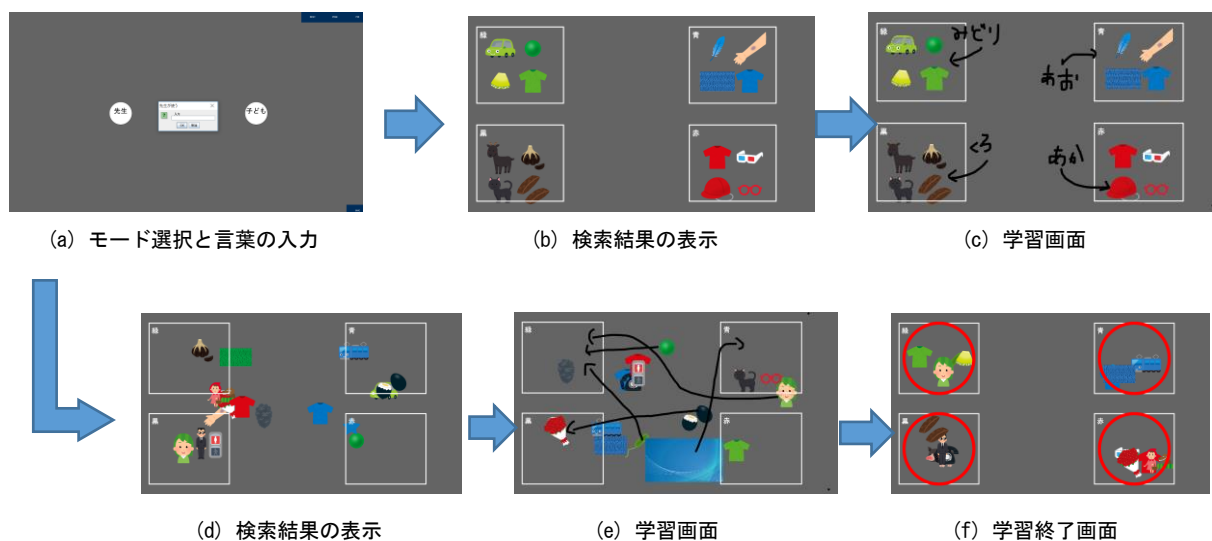 先生
子ども
(a) モード選択と言葉の入力
緑
青
黒
赤
(b) 検索結果の表示
緑
みどり
青
あお
黒
くろ
あか
赤
(c) 学習画面
緑
青
黒
赤
(d) 検索結果の表示
緑
青
黒
赤
(e) 学習画面
緑
青
黒
赤
(f) 学習終了画面